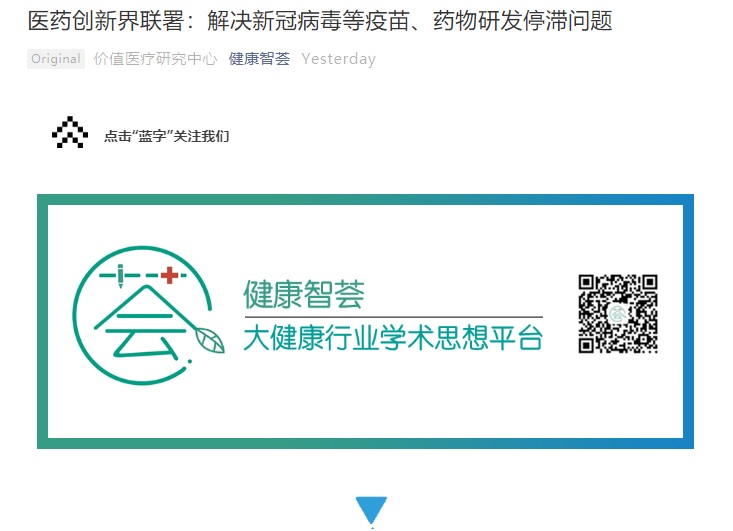 医药创新界联署：解决新冠病毒等疫苗、药物研发停滞问题
Original 价值医疗研究中心 健康智荟 Yesterday
点击“蓝字”关注我们
健康智荟
大健康行业学术思想平台